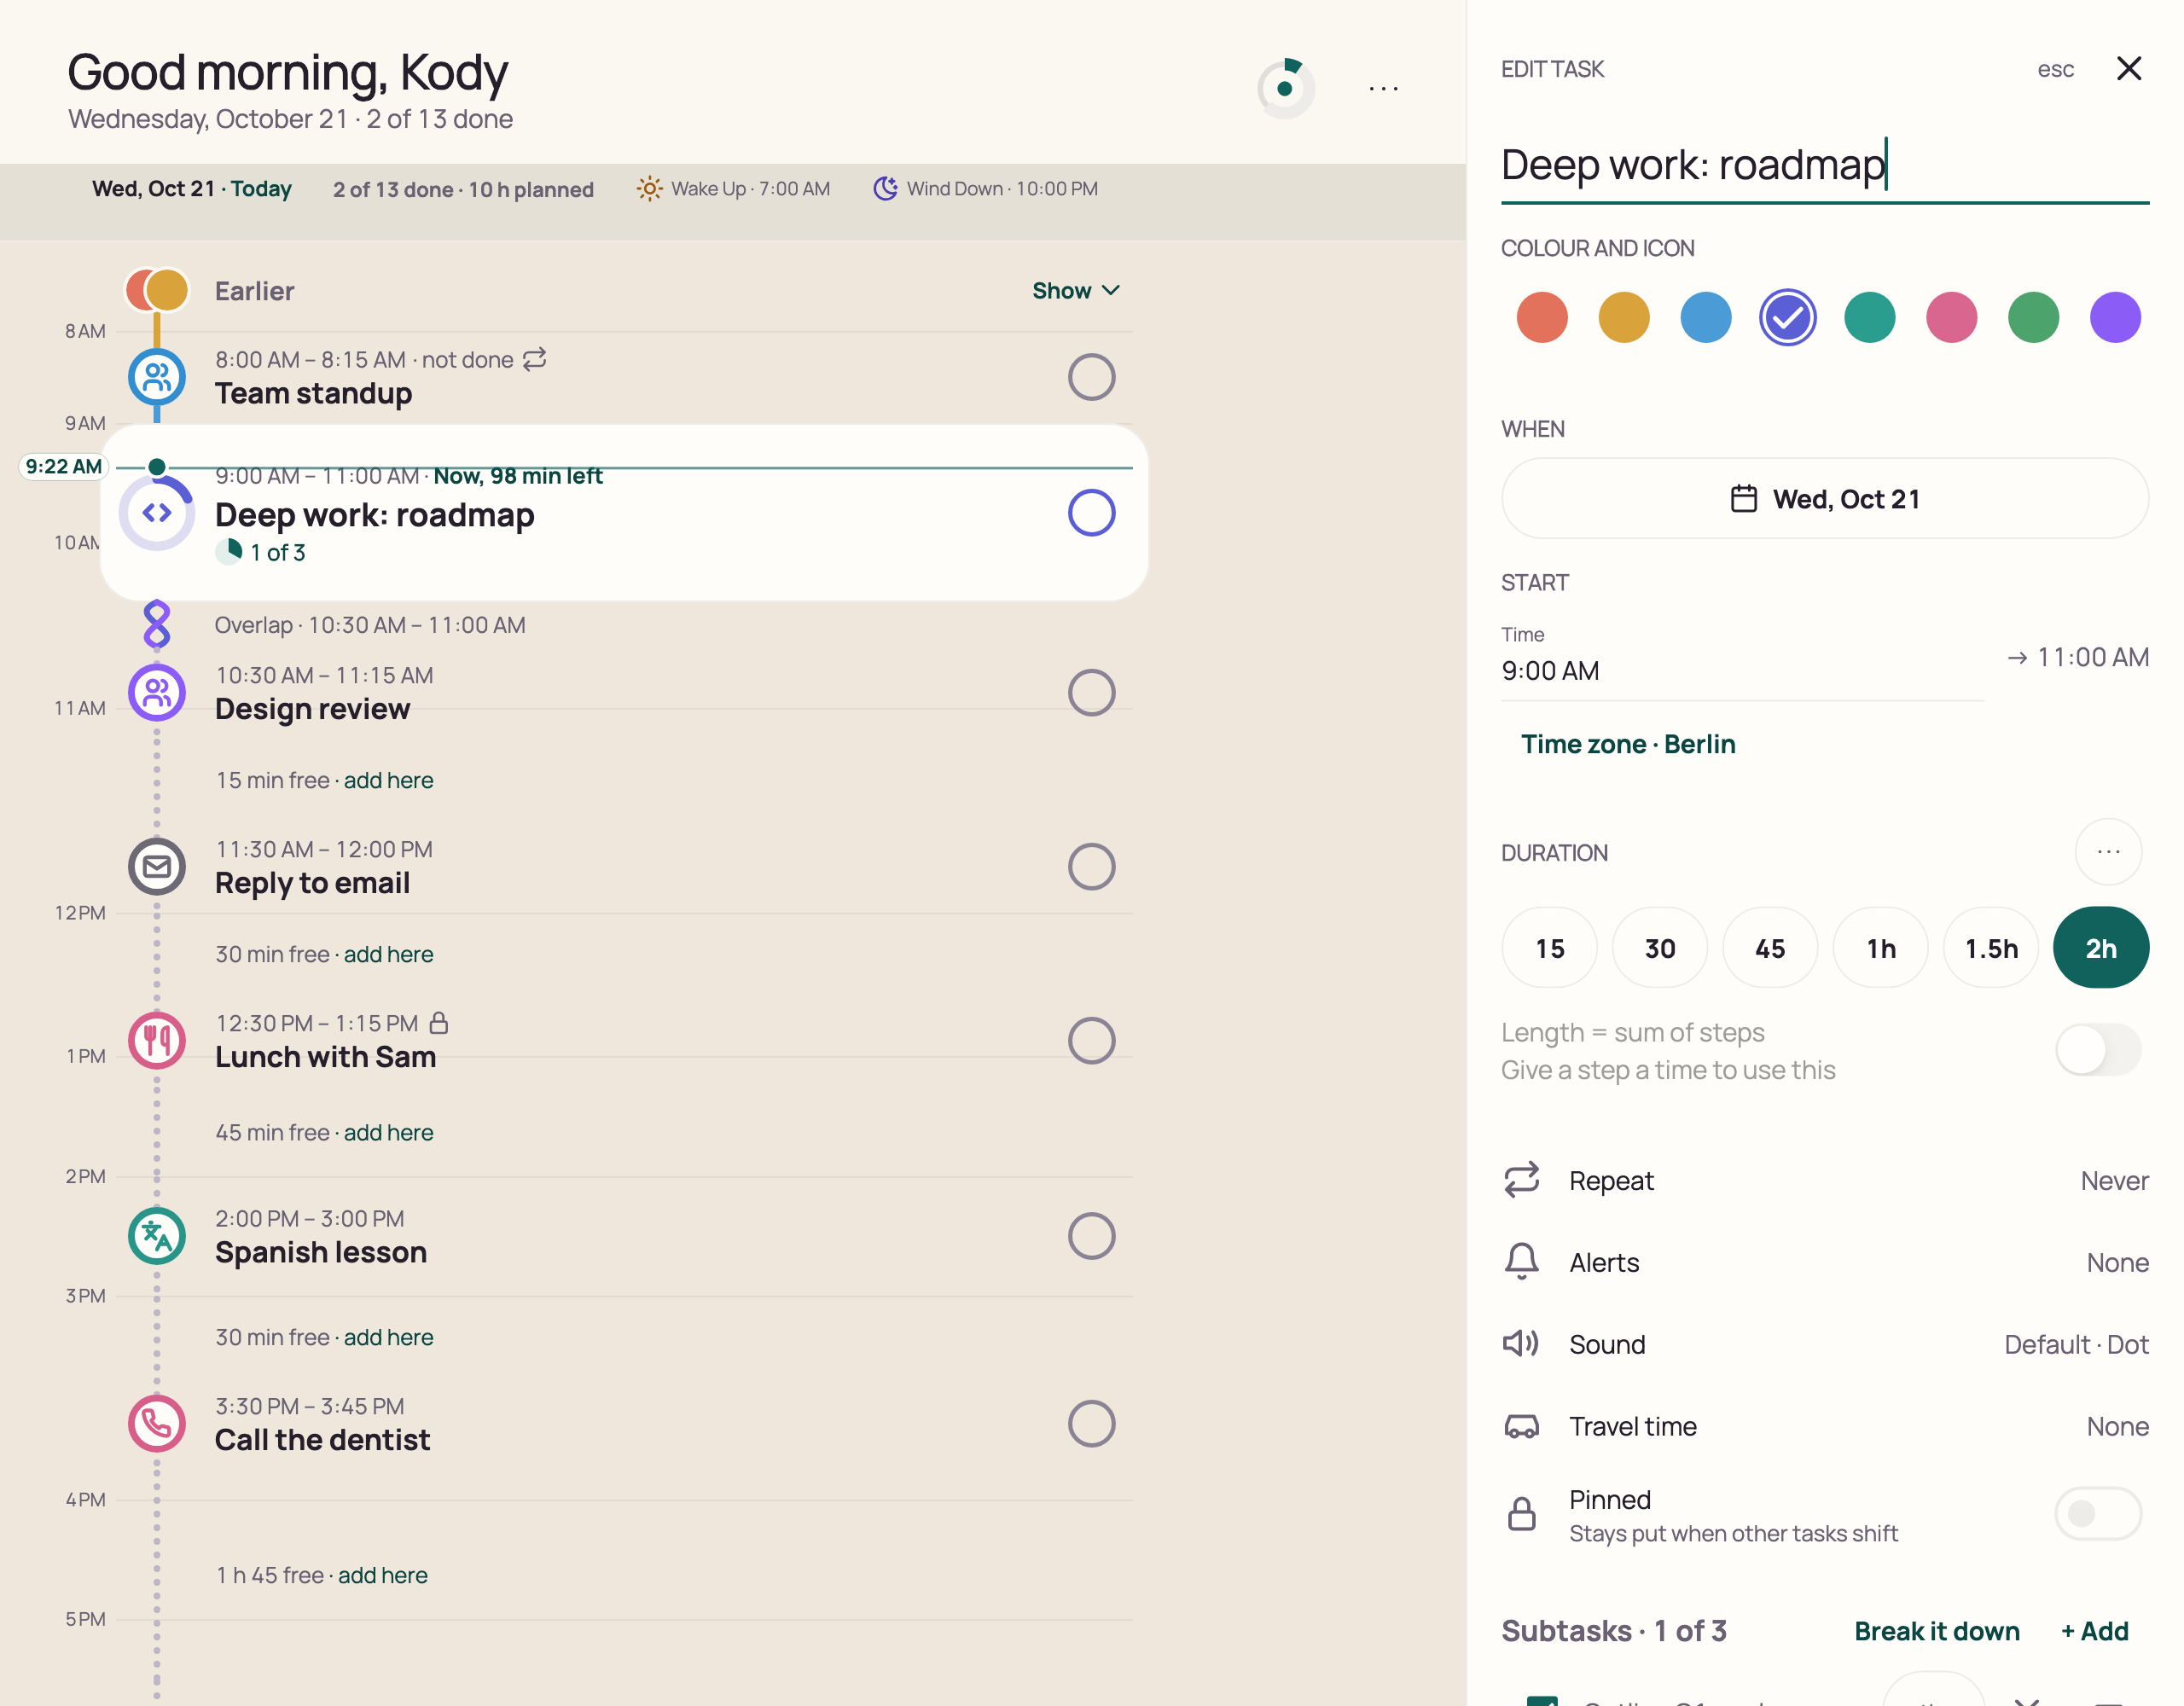 Good morning, Kody
Wednesday, October 21 · 2 of 13 done
...
Wed, Oct 21 · Today
2 of 13 done · 10 h planned
Wake Up · 7:00 AM
Wind Down · 10:00 PM
Earlier
Show
8 AM
8:00 AM – 8:15 AM · not done
Team standup
9 AM
9:22 AM
9:00 AM – 11:00 AM · Now, 98 min left
Deep work: roadmap
10 AM
1 of 3
Overlap · 10:30 AM – 11:00 AM
10:30 AM – 11:15 AM
11 AM
Design review
15 min free · add here
11:30 AM – 12:00 PM
Reply to email
12 PM
30 min free · add here
12:30 PM – 1:15 PM
1 PM
Lunch with Sam
45 min free · add here
2 PM
2:00 PM – 3:00 PM
Spanish lesson
3 PM
30 min free · add here
3:30 PM – 3:45 PM
Call the dentist
4 PM
1 h 45 free · add here
5 PM
EDIT TASK
esc
Deep work: roadmap
COLOUR AND ICON
WHEN
Wed, Oct 21
START
Time
9:00 AM
→ 11:00 AM
Time zone · Berlin
DURATION
...
15
30
45
1h
1.5h
2h
Length = sum of steps
Give a step a time to use this
Repeat
Never
Alerts
None
Sound
Default · Dot
Travel time
None
Pinned
Stays put when other tasks shift
Subtasks · 1 of 3
Break it down
+ Add